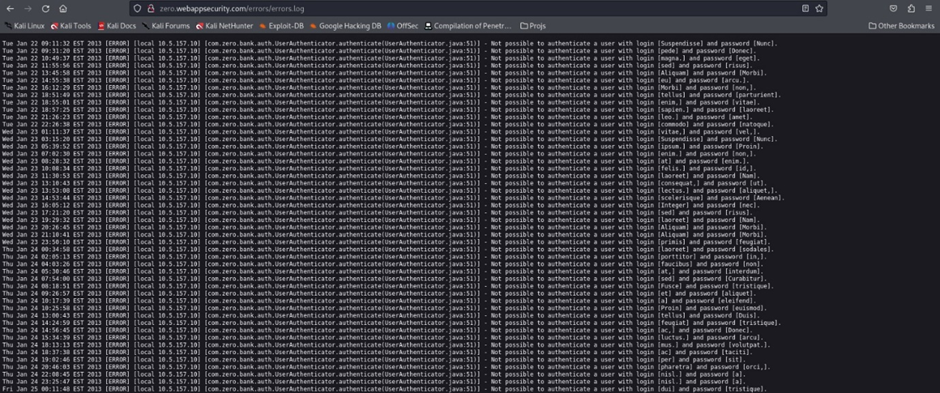 zero.webappsecurity.com/errors/errors.log
Kali Linux Kali Tools Kali Docs Kali Forums Kali NetHunter Exploit-DB Google Hacking DB OffSec Compilation of Penetr… Projs Other Bookmarks
Tue Jan 22 00:11:32 EST 2013 [ERROR] [local 10.5.157.10] [com.zero.bank.auth.UserAuthenticator.authenticate(UserAuthenticator.java:51)] - Not possible to authenticate a user with login [Suspendisse] and password [Nunc].
Tue Jan 22 09:31:20 EST 2013 [ERROR] [local 10.5.157.10] [com.zero.bank.auth.UserAuthenticator.authenticate(UserAuthenticator.java:51)] - Not possible to authenticate a user with login [pede] and password [Donec].
Tue Jan 22 10:49:37 EST 2013 [ERROR] [local 10.5.157.10] [com.zero.bank.auth.UserAuthenticator.authenticate(UserAuthenticator.java:51)] - Not possible to authenticate a user with login [magna.] and password [eget].
Tue Jan 22 11:55:56 EST 2013 [ERROR] [local 10.5.157.10] [com.zero.bank.auth.UserAuthenticator.authenticate(UserAuthenticator.java:51)] - Not possible to authenticate a user with login [sed] and password [risus].
Tue Jan 22 13:45:58 EST 2013 [ERROR] [local 10.5.157.10] [com.zero.bank.auth.UserAuthenticator.authenticate(UserAuthenticator.java:51)] - Not possible to authenticate a user with login [Aliquam] and password [Morbi].
Tue Jan 22 14:55:38 EST 2013 [ERROR] [local 10.5.157.10] [com.zero.bank.auth.UserAuthenticator.authenticate(UserAuthenticator.java:51)] - Not possible to authenticate a user with login [eu] and password [arcu.].
Tue Jan 22 16:12:29 EST 2013 [ERROR] [local 10.5.157.10] [com.zero.bank.auth.UserAuthenticator.authenticate(UserAuthenticator.java:51)] - Not possible to authenticate a user with login [Morbi] and password [non,].
Tue Jan 22 18:51:49 EST 2013 [ERROR] [local 10.5.157.10] [com.zero.bank.auth.UserAuthenticator.authenticate(UserAuthenticator.java:51)] - Not possible to authenticate a user with login [tellus] and password [parturient].
Tue Jan 22 18:55:01 EST 2013 [ERROR] [local 10.5.157.10] [com.zero.bank.auth.UserAuthenticator.authenticate(UserAuthenticator.java:51)] - Not possible to authenticate a user with login [enim,] and password [vitae].
Tue Jan 22 18:57:25 EST 2013 [ERROR] [local 10.5.157.10] [com.zero.bank.auth.UserAuthenticator.authenticate(UserAuthenticator.java:51)] - Not possible to authenticate a user with login [sapien,] and password [laoreet].
Tue Jan 22 21:26:23 EST 2013 [ERROR] [local 10.5.157.10] [com.zero.bank.auth.UserAuthenticator.authenticate(UserAuthenticator.java:51)] - Not possible to authenticate a user with login [leo.] and password [amet].
Tue Jan 22 22:26:38 EST 2013 [ERROR] [local 10.5.157.10] [com.zero.bank.auth.UserAuthenticator.authenticate(UserAuthenticator.java:51)] - Not possible to authenticate a user with login [commodo] and password [natoque].
Wed Jan 23 01:11:37 EST 2013 [ERROR] [local 10.5.157.10] [com.zero.bank.auth.UserAuthenticator.authenticate(UserAuthenticator.java:51)] - Not possible to authenticate a user with login [vitae,] and password [vel,].
Wed Jan 23 03:15:20 EST 2013 [ERROR] [local 10.5.157.10] [com.zero.bank.auth.UserAuthenticator.authenticate(UserAuthenticator.java:51)] - Not possible to authenticate a user with login [Suspendisse] and password [Nunc].
Wed Jan 23 05:39:52 EST 2013 [ERROR] [local 10.5.157.10] [com.zero.bank.auth.UserAuthenticator.authenticate(UserAuthenticator.java:51)] - Not possible to authenticate a user with login [ipsum.] and password [Proin].
Wed Jan 23 07:02:30 EST 2013 [ERROR] [local 10.5.157.10] [com.zero.bank.auth.UserAuthenticator.authenticate(UserAuthenticator.java:51)] - Not possible to authenticate a user with login [enim.] and password [non,].
Wed Jan 23 08:28:32 EST 2013 [ERROR] [local 10.5.157.10] [com.zero.bank.auth.UserAuthenticator.authenticate(UserAuthenticator.java:51)] - Not possible to authenticate a user with login [at] and password [enim.].
Wed Jan 23 10:08:34 EST 2013 [ERROR] [local 10.5.157.10] [com.zero.bank.auth.UserAuthenticator.authenticate(UserAuthenticator.java:51)] - Not possible to authenticate a user with login [felis.] and password [id,].
Wed Jan 23 11:30:53 EST 2013 [ERROR] [local 10.5.157.10] [com.zero.bank.auth.UserAuthenticator.authenticate(UserAuthenticator.java:51)] - Not possible to authenticate a user with login [laoreet] and password [Nam].
Wed Jan 23 13:10:43 EST 2013 [ERROR] [local 10.5.157.10] [com.zero.bank.auth.UserAuthenticator.authenticate(UserAuthenticator.java:51)] - Not possible to authenticate a user with login [consequat,] and password [ut].
Wed Jan 23 13:53:00 EST 2013 [ERROR] [local 10.5.157.10] [com.zero.bank.auth.UserAuthenticator.authenticate(UserAuthenticator.java:51)] - Not possible to authenticate a user with login [lectus.] and password [aliquet,].
Wed Jan 23 14:53:44 EST 2013 [ERROR] [local 10.5.157.10] [com.zero.bank.auth.UserAuthenticator.authenticate(UserAuthenticator.java:51)] - Not possible to authenticate a user with login [scelerisque] and password [Aenean].
Wed Jan 23 16:05:12 EST 2013 [ERROR] [local 10.5.157.10] [com.zero.bank.auth.UserAuthenticator.authenticate(UserAuthenticator.java:51)] - Not possible to authenticate a user with login [Integer] and password [nec].
Wed Jan 23 17:21:20 EST 2013 [ERROR] [local 10.5.157.10] [com.zero.bank.auth.UserAuthenticator.authenticate(UserAuthenticator.java:51)] - Not possible to authenticate a user with login [sed] and password [risus].
Wed Jan 23 19:29:32 EST 2013 [ERROR] [local 10.5.157.10] [com.zero.bank.auth.UserAuthenticator.authenticate(UserAuthenticator.java:51)] - Not possible to authenticate a user with login [laoreet] and password [Nam].
Wed Jan 23 20:26:45 EST 2013 [ERROR] [local 10.5.157.10] [com.zero.bank.auth.UserAuthenticator.authenticate(UserAuthenticator.java:51)] - Not possible to authenticate a user with login [Aliquam] and password [Morbi].
Wed Jan 23 21:10:41 EST 2013 [ERROR] [local 10.5.157.10] [com.zero.bank.auth.UserAuthenticator.authenticate(UserAuthenticator.java:51)] - Not possible to authenticate a user with login [Aliquam] and password [Morbi].
Wed Jan 23 23:50:10 EST 2013 [ERROR] [local 10.5.157.10] [com.zero.bank.auth.UserAuthenticator.authenticate(UserAuthenticator.java:51)] - Not possible to authenticate a user with login [primis] and password [feugiat].
Thu Jan 24 00:34:50 EST 2013 [ERROR] [local 10.5.157.10] [com.zero.bank.auth.UserAuthenticator.authenticate(UserAuthenticator.java:51)] - Not possible to authenticate a user with login [laoreet] and password [sodales].
Thu Jan 24 02:05:13 EST 2013 [ERROR] [local 10.5.157.10] [com.zero.bank.auth.UserAuthenticator.authenticate(UserAuthenticator.java:51)] - Not possible to authenticate a user with login [porttitor] and password [in,].
Thu Jan 24 04:03:26 EST 2013 [ERROR] [local 10.5.157.10] [com.zero.bank.auth.UserAuthenticator.authenticate(UserAuthenticator.java:51)] - Not possible to authenticate a user with login [faucibus] and password [non].
Thu Jan 24 05:30:46 EST 2013 [ERROR] [local 10.5.157.10] [com.zero.bank.auth.UserAuthenticator.authenticate(UserAuthenticator.java:51)] - Not possible to authenticate a user with login [at,] and password [interdum].
Thu Jan 24 07:54:00 EST 2013 [ERROR] [local 10.5.157.10] [com.zero.bank.auth.UserAuthenticator.authenticate(UserAuthenticator.java:51)] - Not possible to authenticate a user with login [sed] and password [Curabitur].
Thu Jan 24 08:18:51 EST 2013 [ERROR] [local 10.5.157.10] [com.zero.bank.auth.UserAuthenticator.authenticate(UserAuthenticator.java:51)] - Not possible to authenticate a user with login [Fusce] and password [tristique].
Thu Jan 24 09:26:57 EST 2013 [ERROR] [local 10.5.157.10] [com.zero.bank.auth.UserAuthenticator.authenticate(UserAuthenticator.java:51)] - Not possible to authenticate a user with login [et] and password [aliquet].
Thu Jan 24 10:17:39 EST 2013 [ERROR] [local 10.5.157.10] [com.zero.bank.auth.UserAuthenticator.authenticate(UserAuthenticator.java:51)] - Not possible to authenticate a user with login [a] and password [eleifend].
Thu Jan 24 10:25:58 EST 2013 [ERROR] [local 10.5.157.10] [com.zero.bank.auth.UserAuthenticator.authenticate(UserAuthenticator.java:51)] - Not possible to authenticate a user with login [Proin] and password [euismod].
Thu Jan 24 13:00:43 EST 2013 [ERROR] [local 10.5.157.10] [com.zero.bank.auth.UserAuthenticator.authenticate(UserAuthenticator.java:51)] - Not possible to authenticate a user with login [tellus] and password [Duis].
Thu Jan 24 14:24:59 EST 2013 [ERROR] [local 10.5.157.10] [com.zero.bank.auth.UserAuthenticator.authenticate(UserAuthenticator.java:51)] - Not possible to authenticate a user with login [feugiat] and password [tristique].
Thu Jan 24 14:56:45 EST 2013 [ERROR] [local 10.5.157.10] [com.zero.bank.auth.UserAuthenticator.authenticate(UserAuthenticator.java:51)] - Not possible to authenticate a user with login [ac,] and password [Donec].
Thu Jan 24 15:34:39 EST 2013 [ERROR] [local 10.5.157.10] [com.zero.bank.auth.UserAuthenticator.authenticate(UserAuthenticator.java:51)] - Not possible to authenticate a user with login [luctus.] and password [arcu].
Thu Jan 24 18:13:13 EST 2013 [ERROR] [local 10.5.157.10] [com.zero.bank.auth.UserAuthenticator.authenticate(UserAuthenticator.java:51)] - Not possible to authenticate a user with login [mus.] and password [volutpat.].
Thu Jan 24 18:37:38 EST 2013 [ERROR] [local 10.5.157.10] [com.zero.bank.auth.UserAuthenticator.authenticate(UserAuthenticator.java:51)] - Not possible to authenticate a user with login [ac] and password [taciti].
Thu Jan 24 19:02:46 EST 2013 [ERROR] [local 10.5.157.10] [com.zero.bank.auth.UserAuthenticator.authenticate(UserAuthenticator.java:51)] - Not possible to authenticate a user with login [per] and password [sit].
Thu Jan 24 20:46:03 EST 2013 [ERROR] [local 10.5.157.10] [com.zero.bank.auth.UserAuthenticator.authenticate(UserAuthenticator.java:51)] - Not possible to authenticate a user with login [pharetra] and password [orci,].
Thu Jan 24 22:08:45 EST 2013 [ERROR] [local 10.5.157.10] [com.zero.bank.auth.UserAuthenticator.authenticate(UserAuthenticator.java:51)] - Not possible to authenticate a user with login [nisl.] and password [a].
Thu Jan 24 23:25:47 EST 2013 [ERROR] [local 10.5.157.10] [com.zero.bank.auth.UserAuthenticator.authenticate(UserAuthenticator.java:51)] - Not possible to authenticate a user with login [nisl.] and password [a].
Fri Jan 25 00:11:48 EST 2013 [ERROR] [local 10.5.157.10] [com.zero.bank.auth.UserAuthenticator.authenticate(UserAuthenticator.java:51)] - Not possible to authenticate a user with login [dui] and password [tristique].